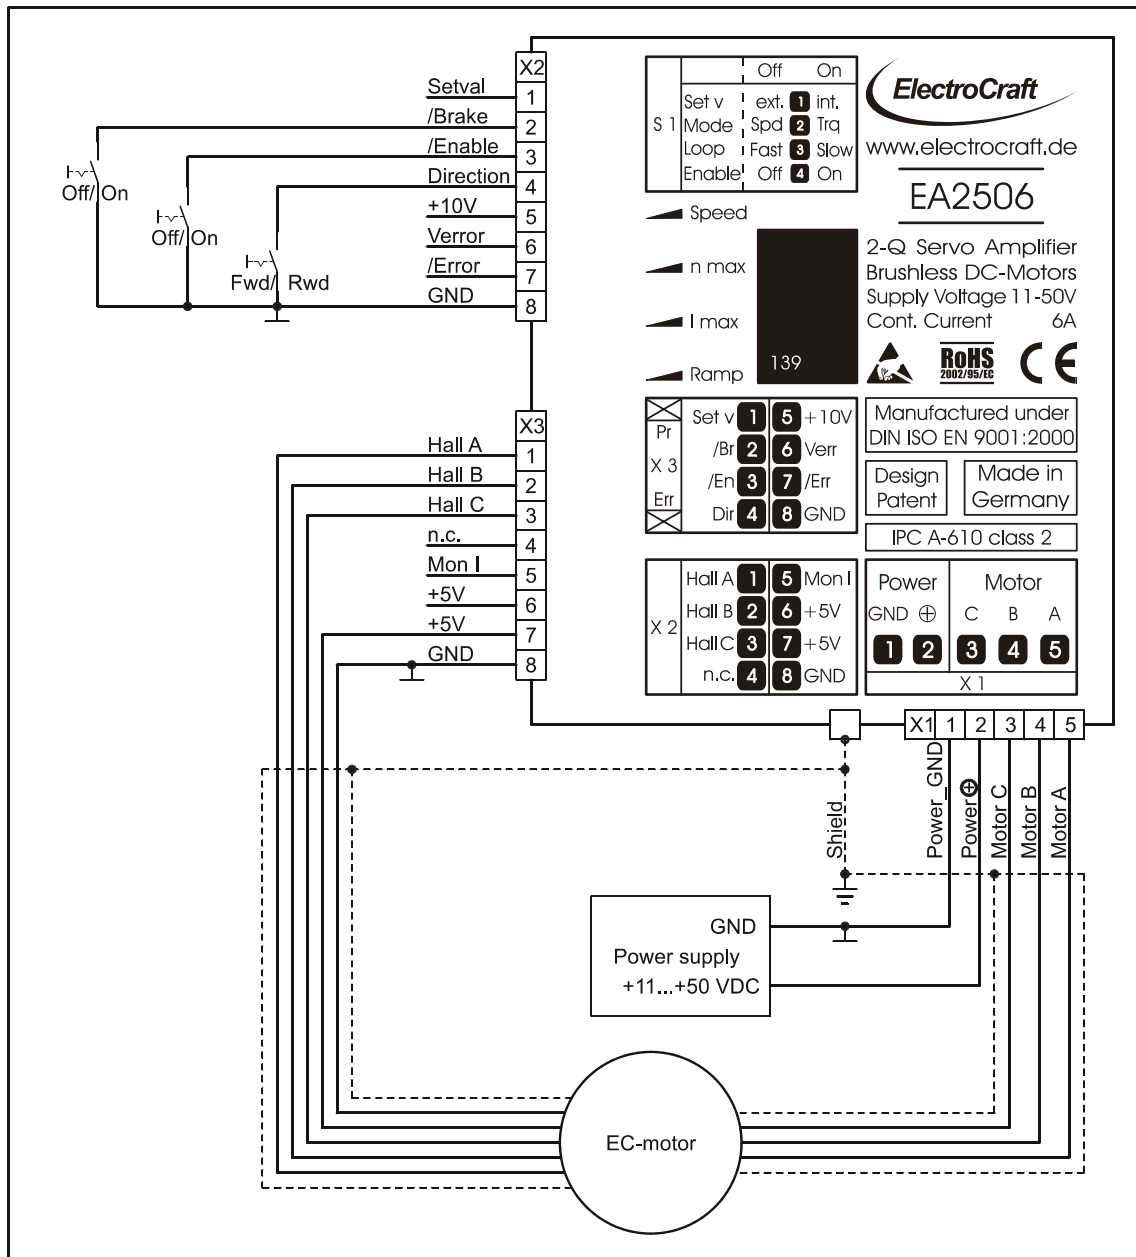 X2
Setval 1
/Brake 2
/Enable 3
Direction 4
+10V 5
Verror 6
/Error 7
GND 8
Off/ On
Off/ On
Fwd/ Rwd
X3
Hall A 1
Hall B 2
Hall C 3
n.c. 4
Mon I 5
+5V 6
+5V 7
GND 8
S 1
Off On
Set v ext. 1 int.
Mode Spd 2 Trq
Loop Fast 3 Slow
Enable Off 4 On
Speed
n max
I max
Ramp
139
ElectroCraft
www.electrocraft.de
EA2506
2-Q Servo Amplifier
Brushless DC-Motors
Supply Voltage 11-50V
Cont. Current 6A
RoHS
2002/95/EC
CE
Pr
X 3
Err
Set v 1 5 +10V
/Br 2 6 Verr
/En 3 7 /Err
Dir 4 8 GND
Manufactured under
DIN ISO EN 9001:2000
Design
Patent
Made in
Germany
IPC A-610 class 2
X 2
Hall A 1 5 Mon I
Hall B 2 6 +5V
Hall C 3 7 +5V
n.c. 4 8 GND
Power Motor
GND ⊕ C B A
1 2 3 4 5
X 1
X1 1 2 3 4 5
Shield
Power_GND
Power⊕
Motor C
Motor B
Motor A
GND
Power supply
+11...+50 VDC
EC-motor